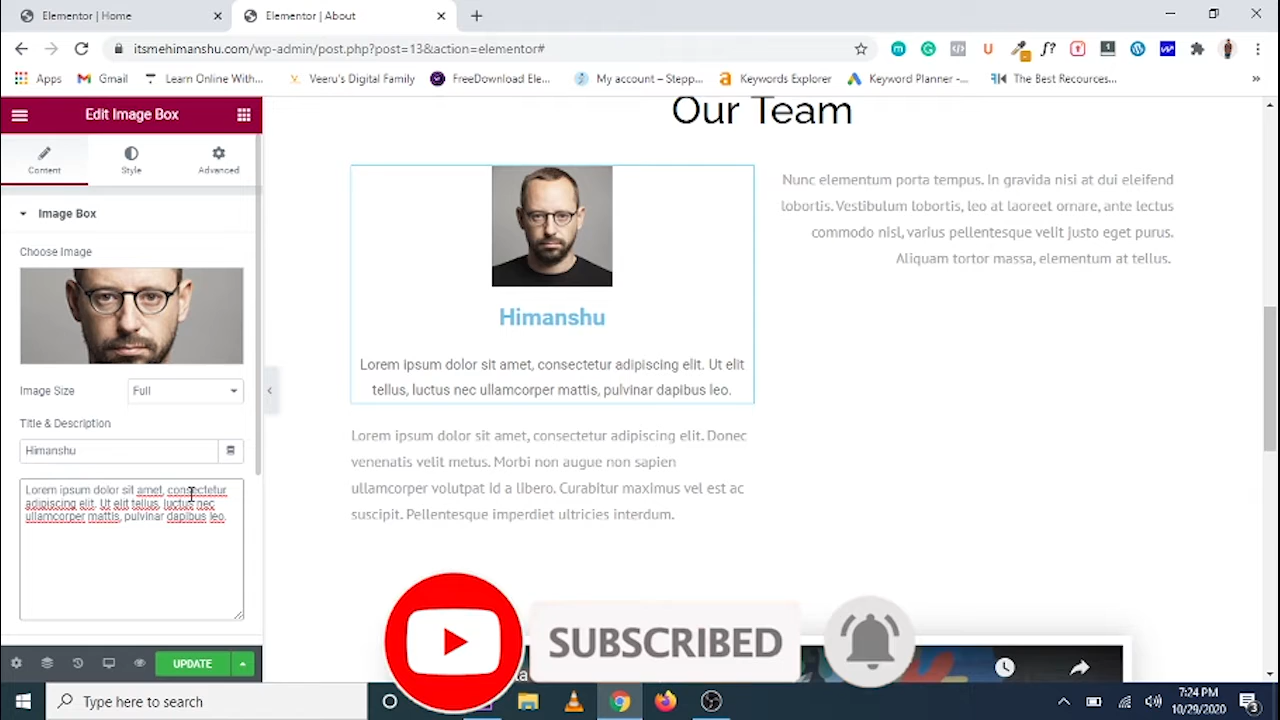 Elementor | Home
Elementor | About
itsmehimanshu.com/wp-admin/post.php?post=13&action=elementor#
Apps
Gmail
Learn Online With...
Veeru's Digital Family
FreeDownload Ele...
My account – Stepp...
Keywords Explorer
Keyword Planner -...
The Best Recources...
Edit Image Box
Content
Style
Advanced
Image Box
Choose Image
Image Size
Full
Title & Description
Himanshu
Lorem ipsum dolor sit amet, consectetur
adipiscing elit. Ut elit tellus, luctus nec
ullamcorper mattis, pulvinar dapibus leo.
UPDATE
Our Team
Himanshu
Lorem ipsum dolor sit amet, consectetur adipiscing elit. Ut elit
tellus, luctus nec ullamcorper mattis, pulvinar dapibus leo.
Lorem ipsum dolor sit amet, consectetur adipiscing elit. Donec
venenatis velit metus. Morbi non augue non sapien
ullamcorper volutpat id a libero. Curabitur maximus vel est ac
suscipit. Pellentesque imperdiet ultricies interdum.
Nunc elementum porta tempus. In gravida nisi at dui eleifend
lobortis. Vestibulum lobortis, leo at laoreet ornare, ante lectus
commodo nisl, varius pellentesque velit justo eget purus.
Aliquam tortor massa, elementum at tellus.
SUBSCRIBED
Type here to search
7:24 PM
10/29/2020
3